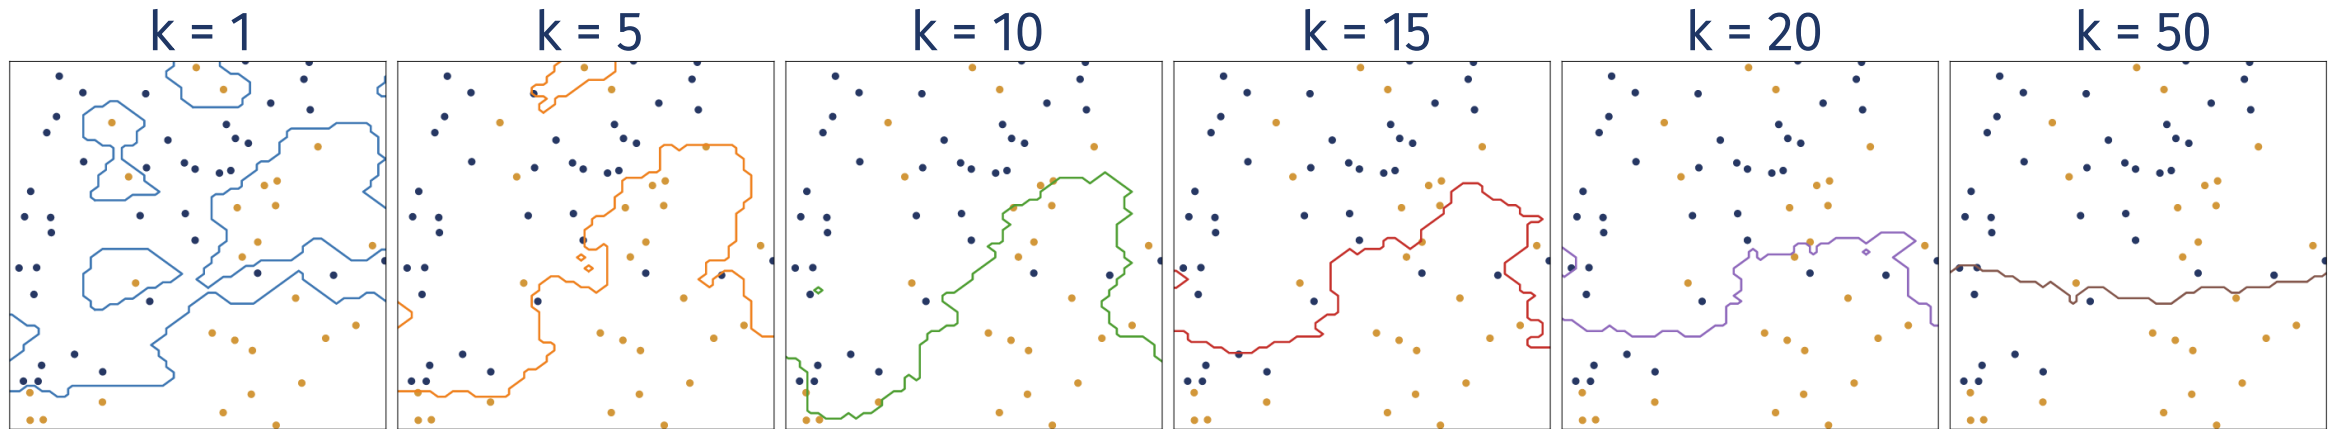 k = 1 k = 5 k = 10 k = 15 k = 20 k = 50